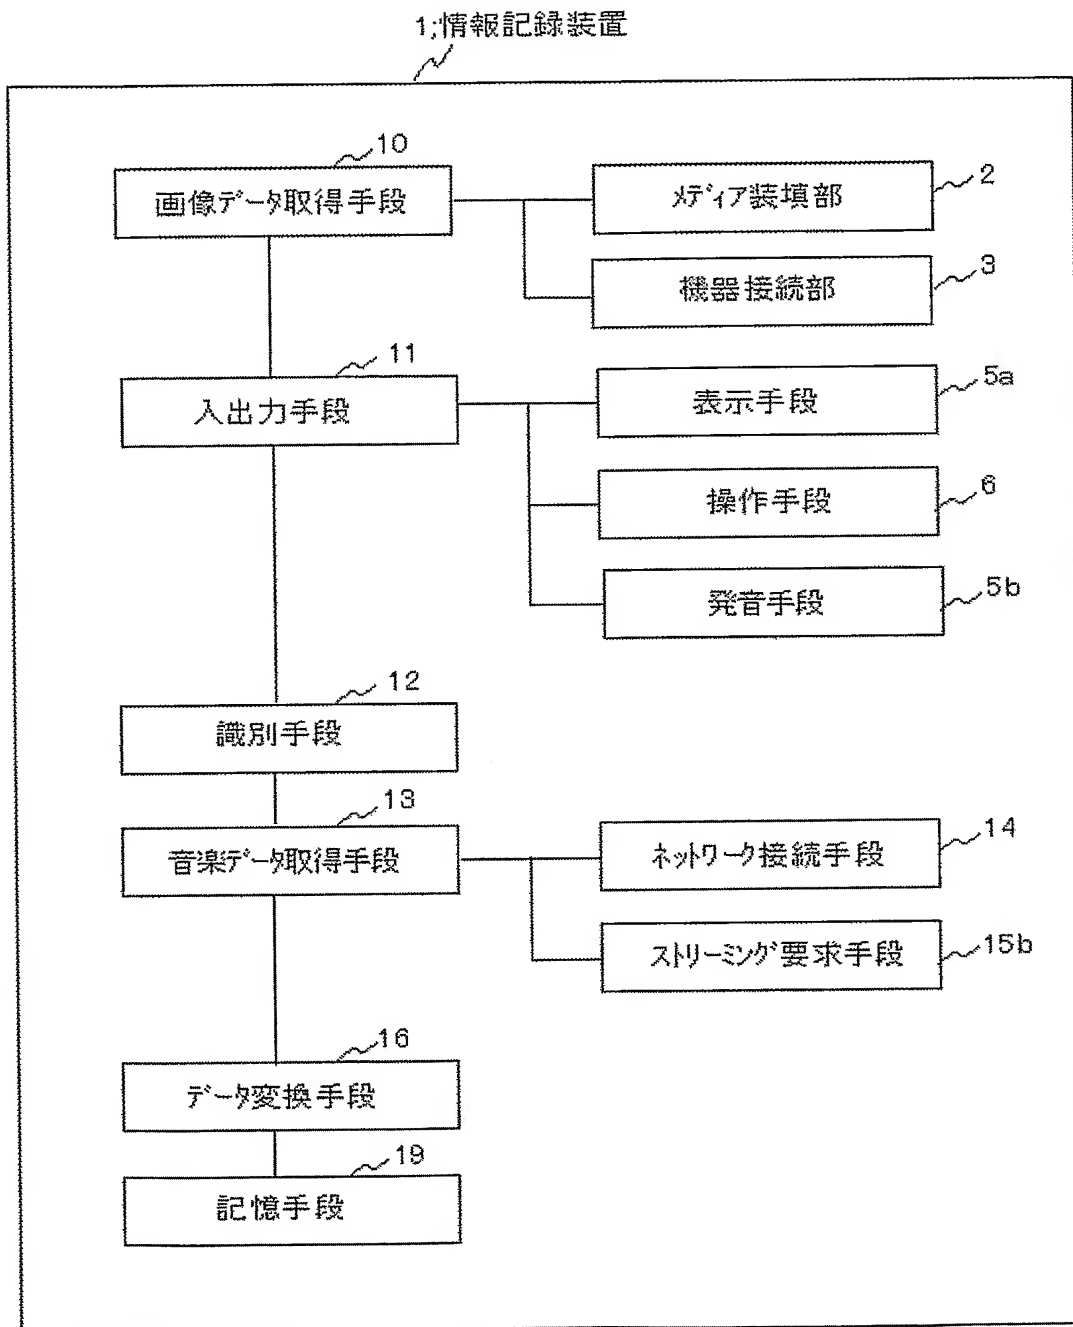 1;情報記録装置
10
画像データ取得手段
メディア装填部
2
機器接続部
3
11
入出力手段
表示手段
5a
操作手段
6
発音手段
5b
12
識別手段
13
音楽データ取得手段
ネットワーク接続手段
14
ストリーミング要求手段
15b
16
データ変換手段
19
記憶手段